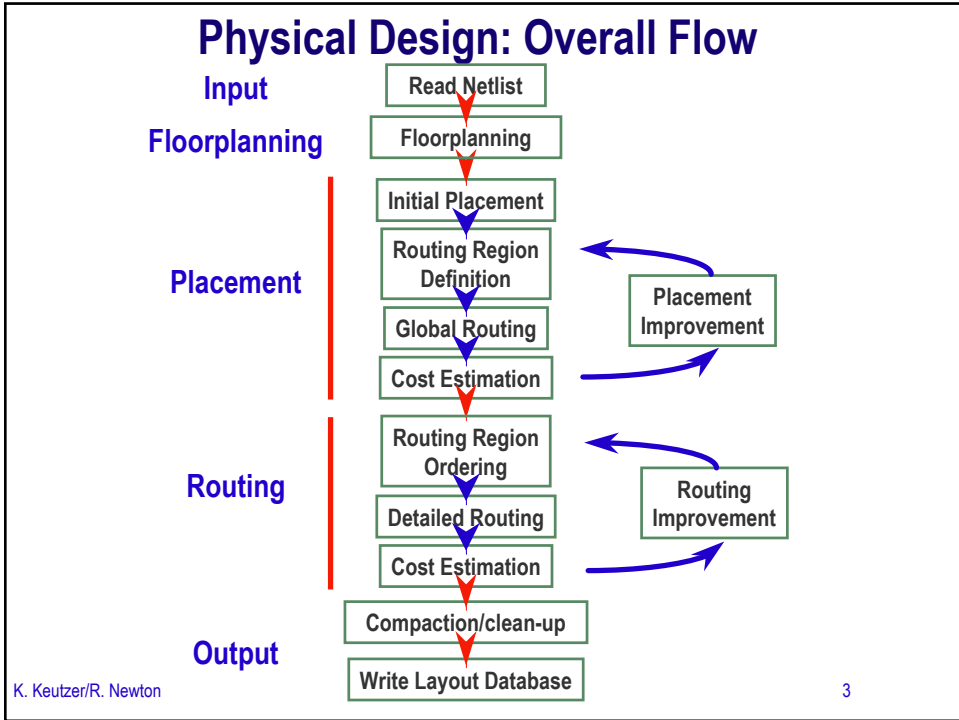 Physical Design: Overall Flow
Input
Read Netlist
Floorplanning
Floorplanning
Initial Placement
Placement
Routing Region
Definition
Global Routing
Cost Estimation
Placement
Improvement
Routing
Routing Region
Ordering
Detailed Routing
Cost Estimation
Routing
Improvement
Output
Compaction/clean-up
Write Layout Database
K. Keutzer/R. Newton
3